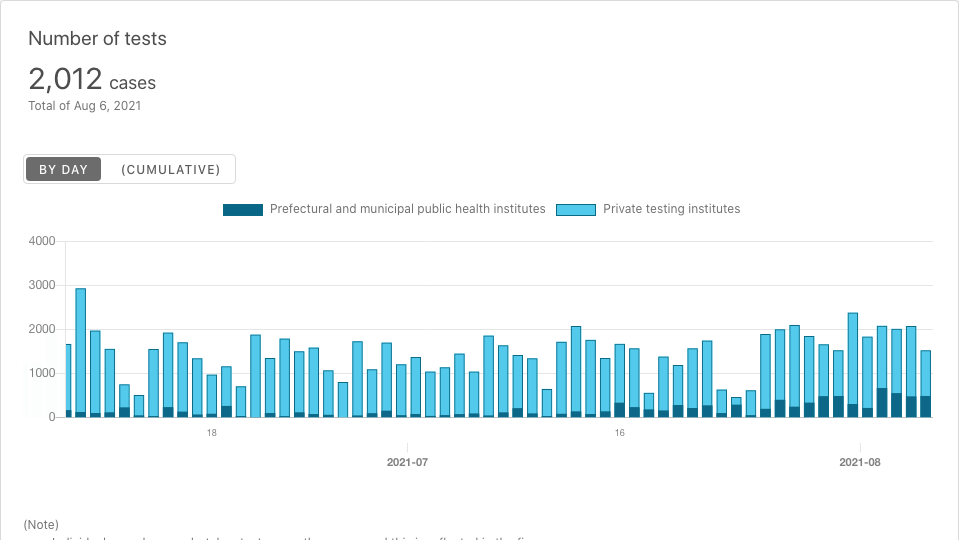 Number of tests
2,012 cases
Total of Aug 6, 2021
BY DAY (CUMULATIVE)
Prefectural and municipal public health institutes Private testing institutes
4000
3000
2000
1000
0
18 16
2021-07 2021-08
(Note)